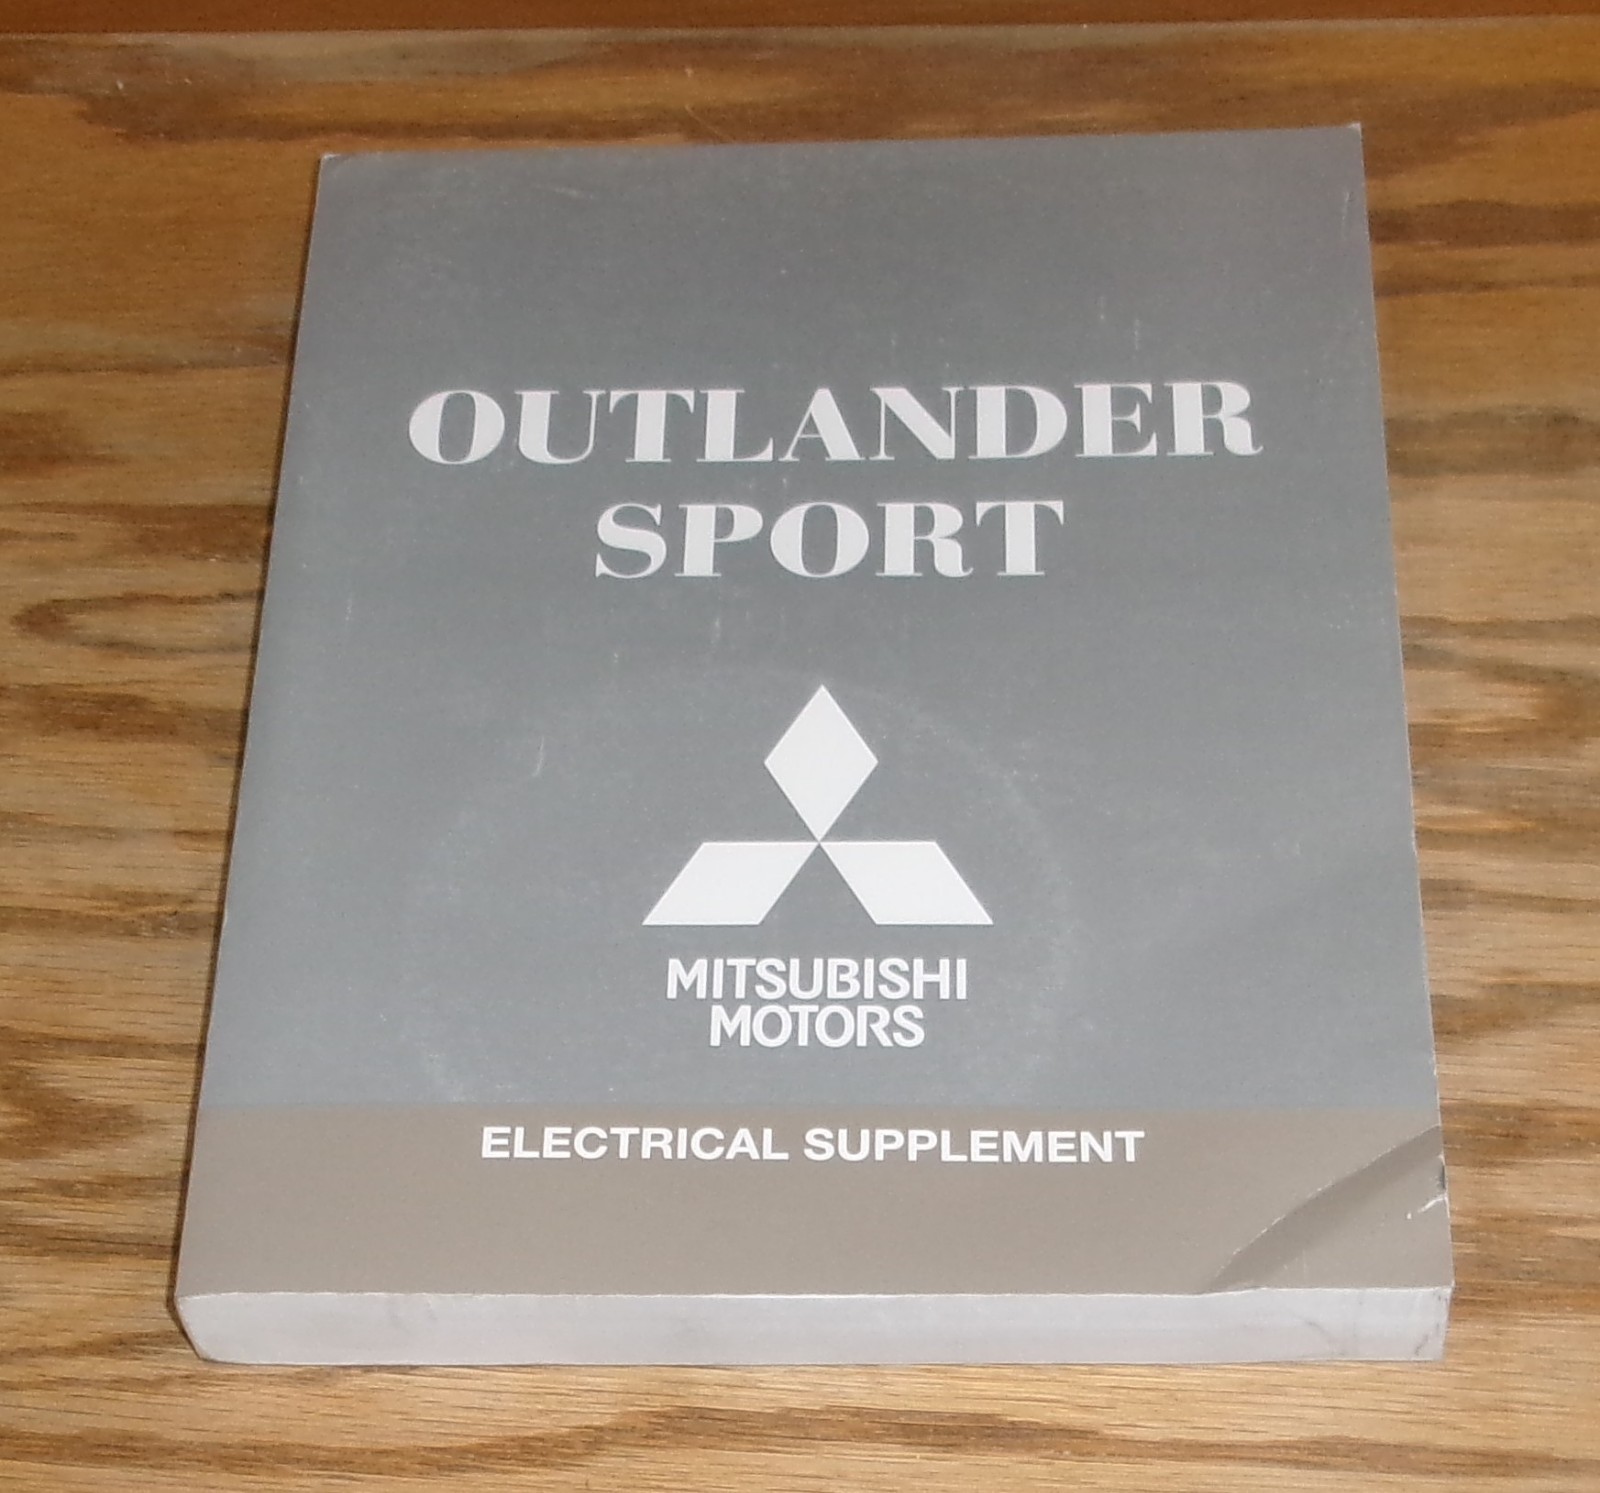 OUTLANDER
SPORT
MITSUBISHI
MOTORS
ELECTRICAL SUPPLEMENT